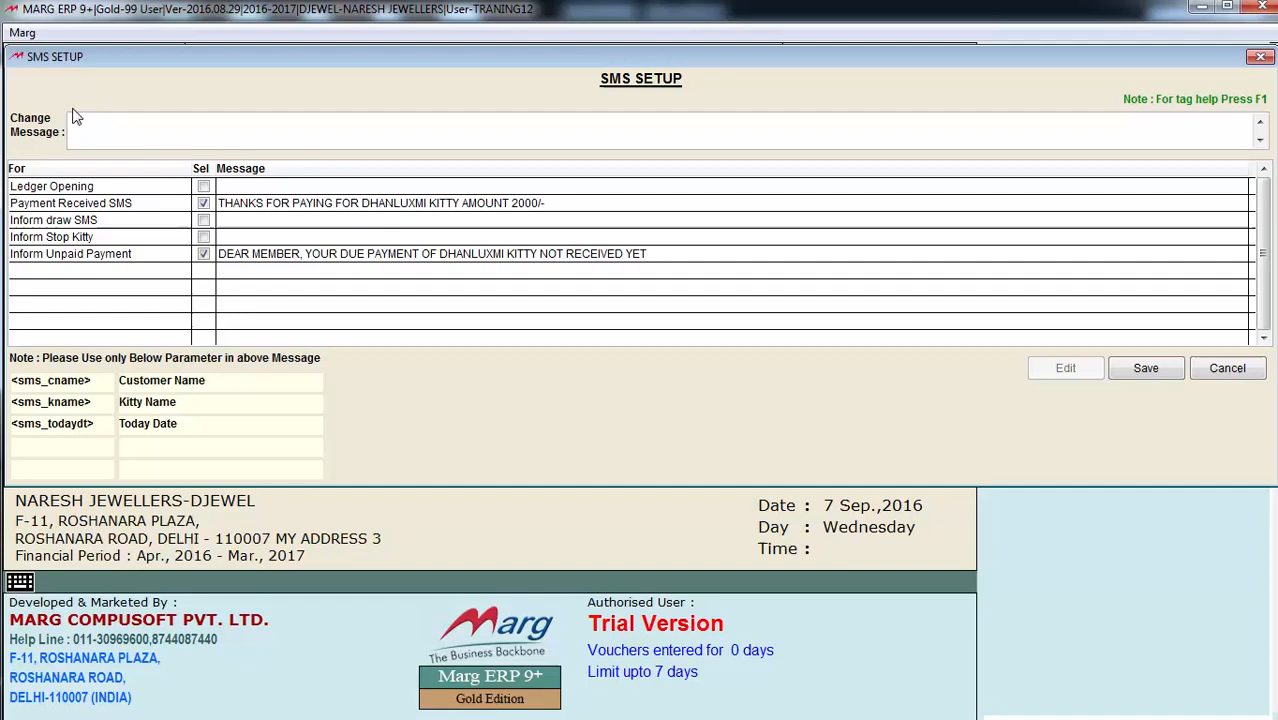 MARG ERP 9+|Gold-99 User|Ver-2016.08.29|2016-2017|DJEWEL-NARESH JEWELLERS|User-TRANING12
Marg
SMS SETUP
SMS SETUP
Note : For tag help Press F1
Change
Message :
For Sel Message
Ledger Opening
Payment Received SMS THANKS FOR PAYING FOR DHANLUXMI KITTY AMOUNT 2000/-
Inform draw SMS
Inform Stop Kitty
Inform Unpaid Payment DEAR MEMBER, YOUR DUE PAYMENT OF DHANLUXMI KITTY NOT RECEIVED YET
Note : Please Use only Below Parameter in above Message
Edit Save Cancel
<sms_cname> Customer Name
<sms_kname> Kitty Name
<sms_todaydt> Today Date
NARESH JEWELLERS-DJEWEL
F-11, ROSHANARA PLAZA,
ROSHANARA ROAD, DELHI - 110007 MY ADDRESS 3
Financial Period : Apr., 2016 - Mar., 2017
Date : 7 Sep.,2016
Day : Wednesday
Time :
Developed & Marketed By :
MARG COMPUSOFT PVT. LTD.
Help Line : 011-30969600,8744087440
F-11, ROSHANARA PLAZA,
ROSHANARA ROAD,
DELHI-110007 (INDIA)
Marg
The Business Backbone
Marg ERP 9+
Gold Edition
Authorised User :
Trial Version
Vouchers entered for 0 days
Limit upto 7 days